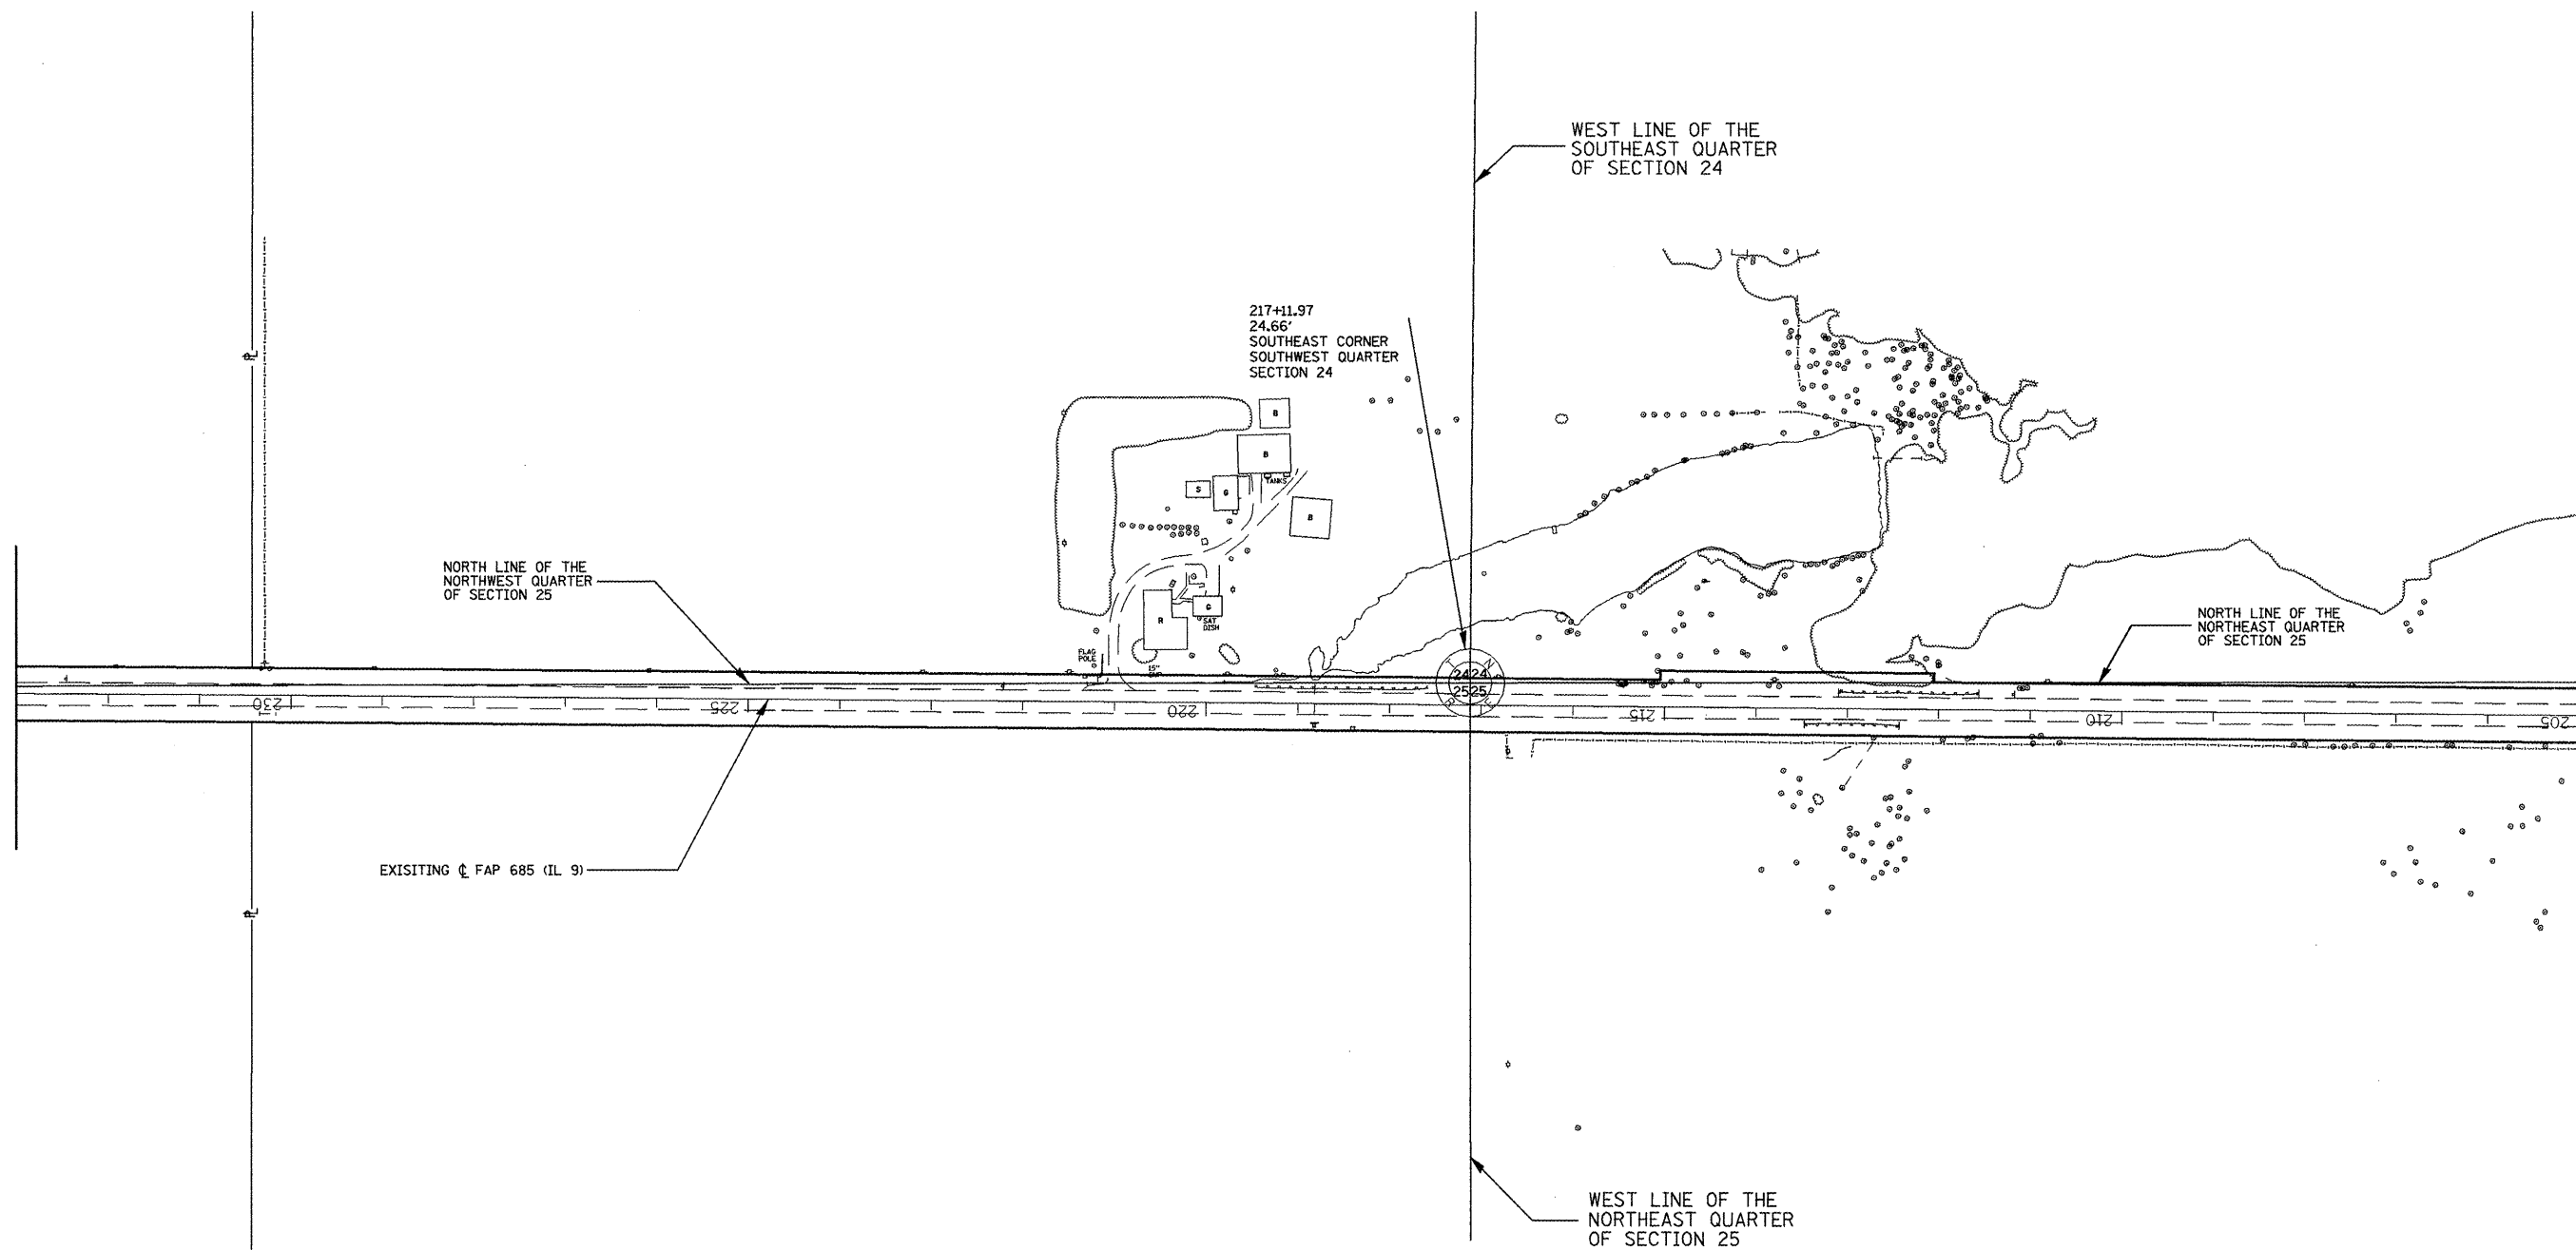 WEST LINE OF THE
SOUTHEAST QUARTER
OF SECTION 24
217+11.97
24.66'
SOUTHEAST CORNER
SOUTHWEST QUARTER
SECTION 24
PL
B
B
TANKS
S
G
B
NORTH LINE OF THE
NORTHWEST QUARTER
OF SECTION 25
R
G
SAT
DISH
FLAG
POLE
15"
NORTH LINE OF THE
NORTHEAST QUARTER
OF SECTION 25
T N
24 24
25 25
R E
230
225
220
215
210
205
EXISITING ℄ FAP 685 (IL 9)
PL
WEST LINE OF THE
NORTHEAST QUARTER
OF SECTION 25